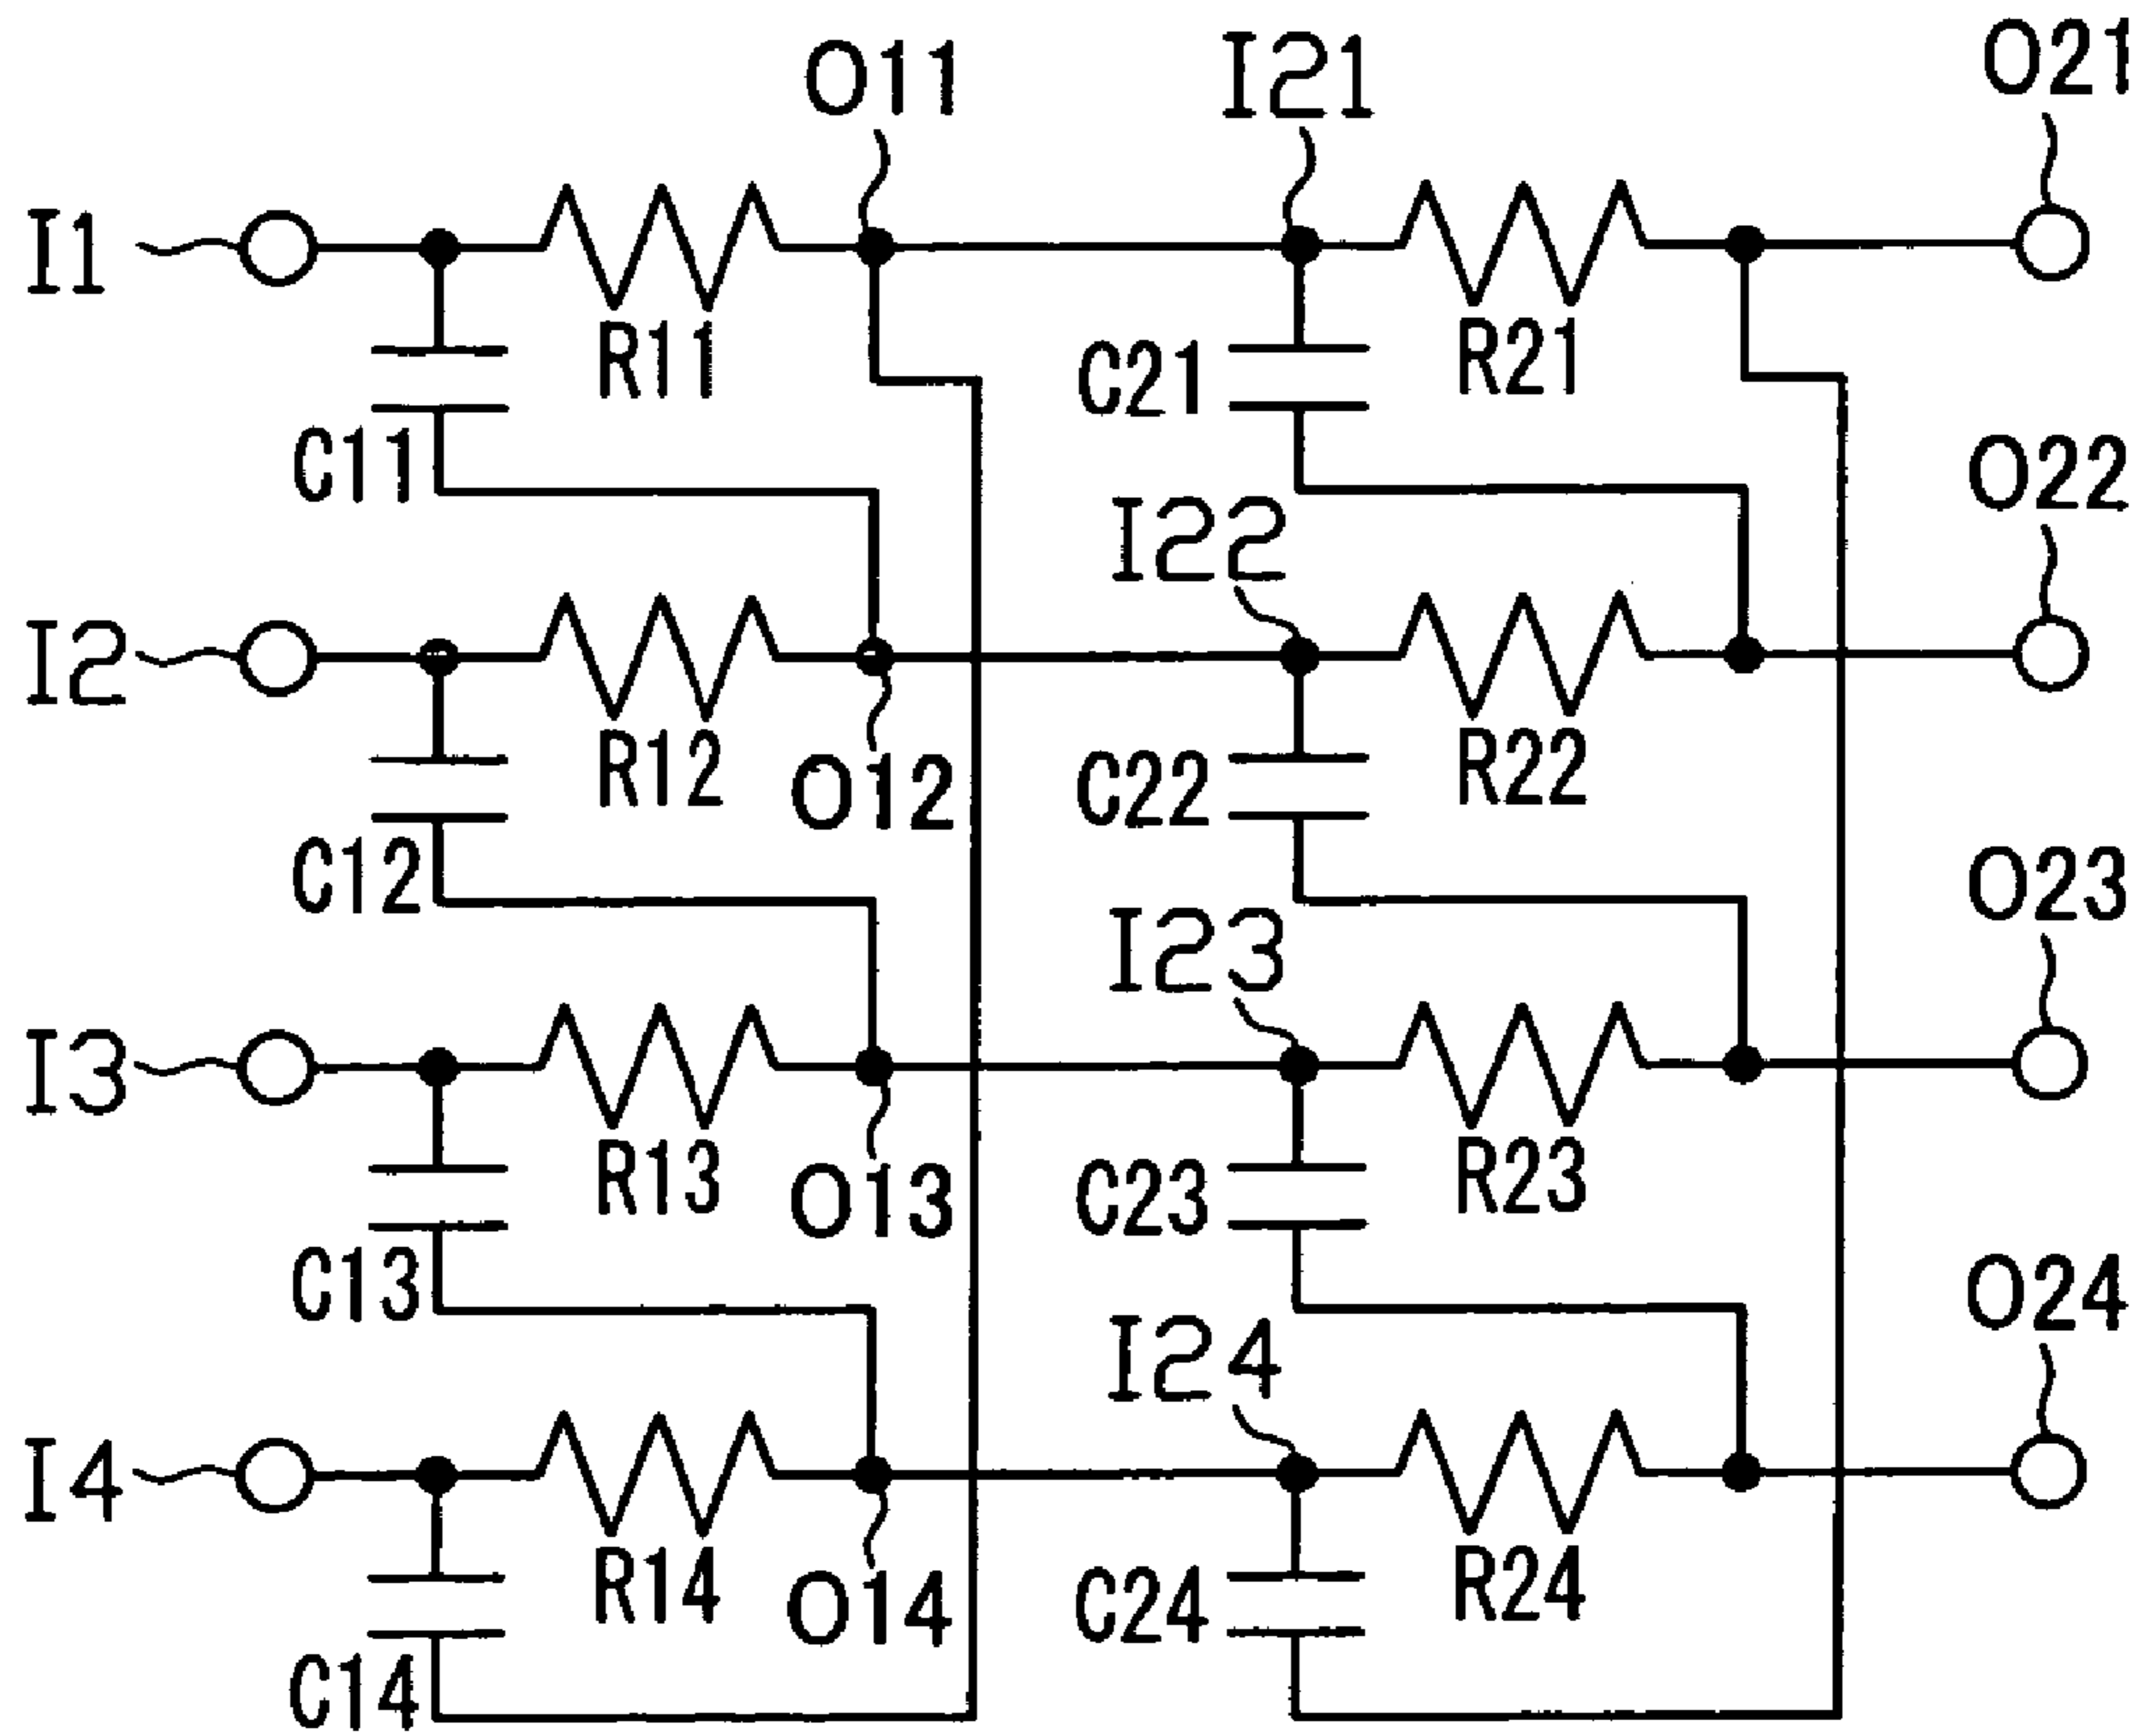 O11
I21
O21
I1
R11
C21
R21
C11
O22
I22
I2
R12
O12
C22
R22
C12
O23
I23
I3
R13
O13
C23
R23
C13
O24
I24
I4
R14
O14
C24
R24
C14